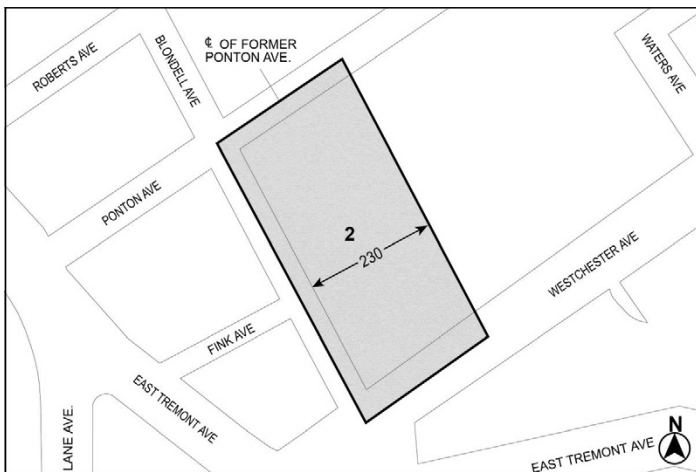 ℄ OF FORMER
PONTON AVE.
ROBERTS AVE
BLONDELL AVE
WATERS AVE
PONTON AVE
2
230
WESTCHESTER AVE
FINK AVE
EAST TREMONT AVE
LANE AVE.
EAST TREMONT AVE
N